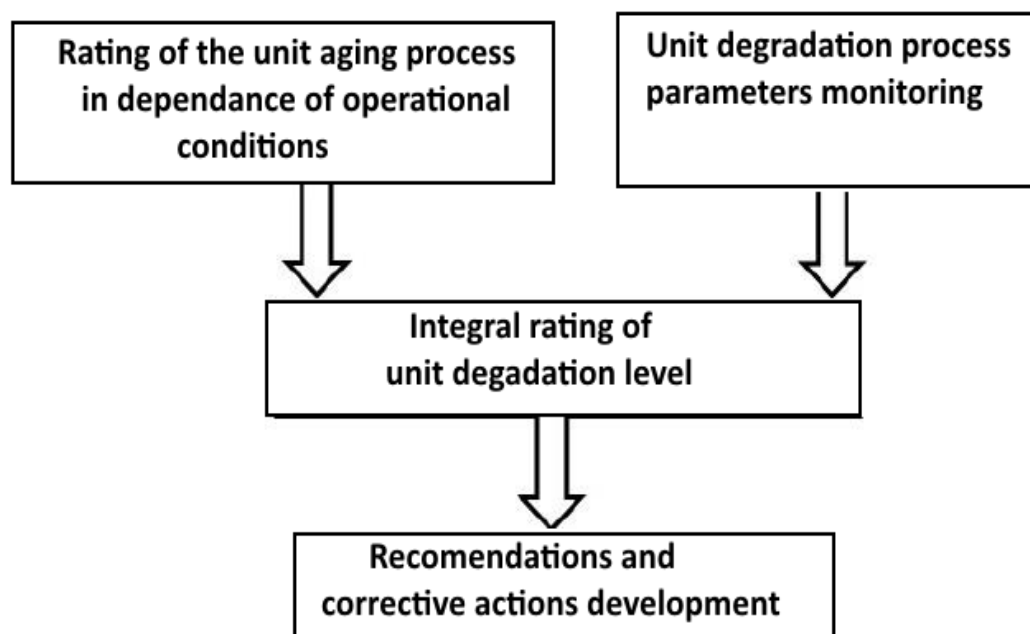 Rating of the unit aging process
in dependance of operational
conditions
Unit degradation process
parameters monitoring
Integral rating of
unit degadation level
Recomendations and
corrective actions development